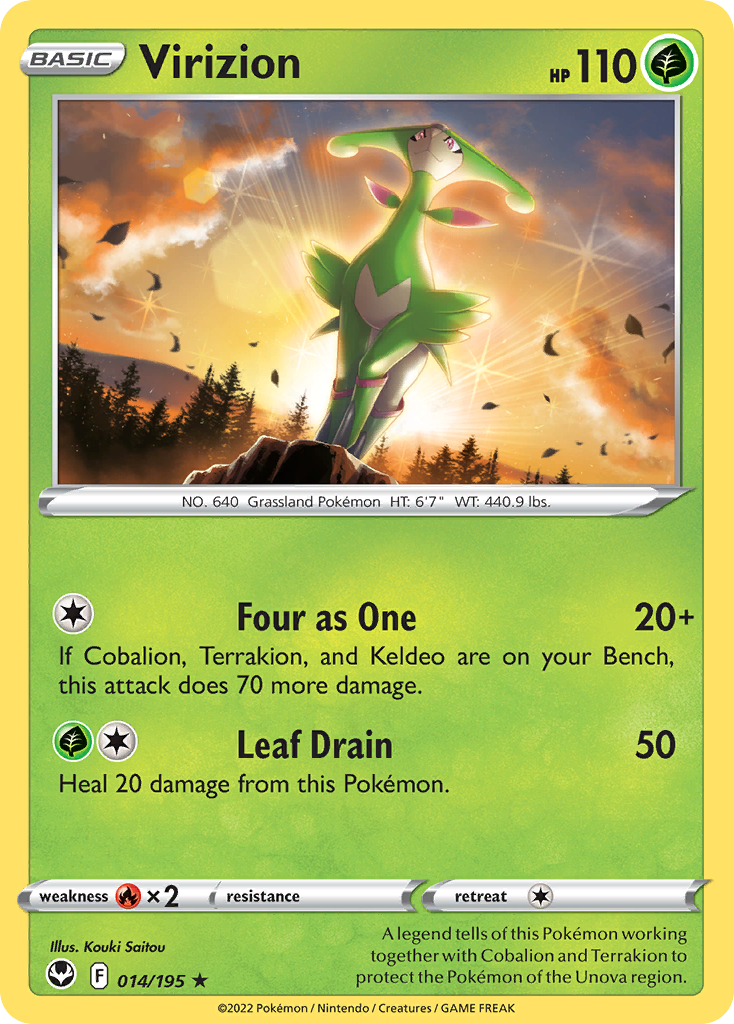 BASIC Virizion HP 110
NO. 640 Grassland Pokémon HT: 6'7" WT: 440.9 lbs.
Four as One 20+
If Cobalion, Terrakion, and Keldeo are on your Bench,
this attack does 70 more damage.
Leaf Drain 50
Heal 20 damage from this Pokémon.
weakness ×2 resistance retreat
Illus. Kouki Saitou
A legend tells of this Pokémon working
together with Cobalion and Terrakion to
protect the Pokémon of the Unova region.
F 014/195 ★
©2022 Pokémon / Nintendo / Creatures / GAME FREAK